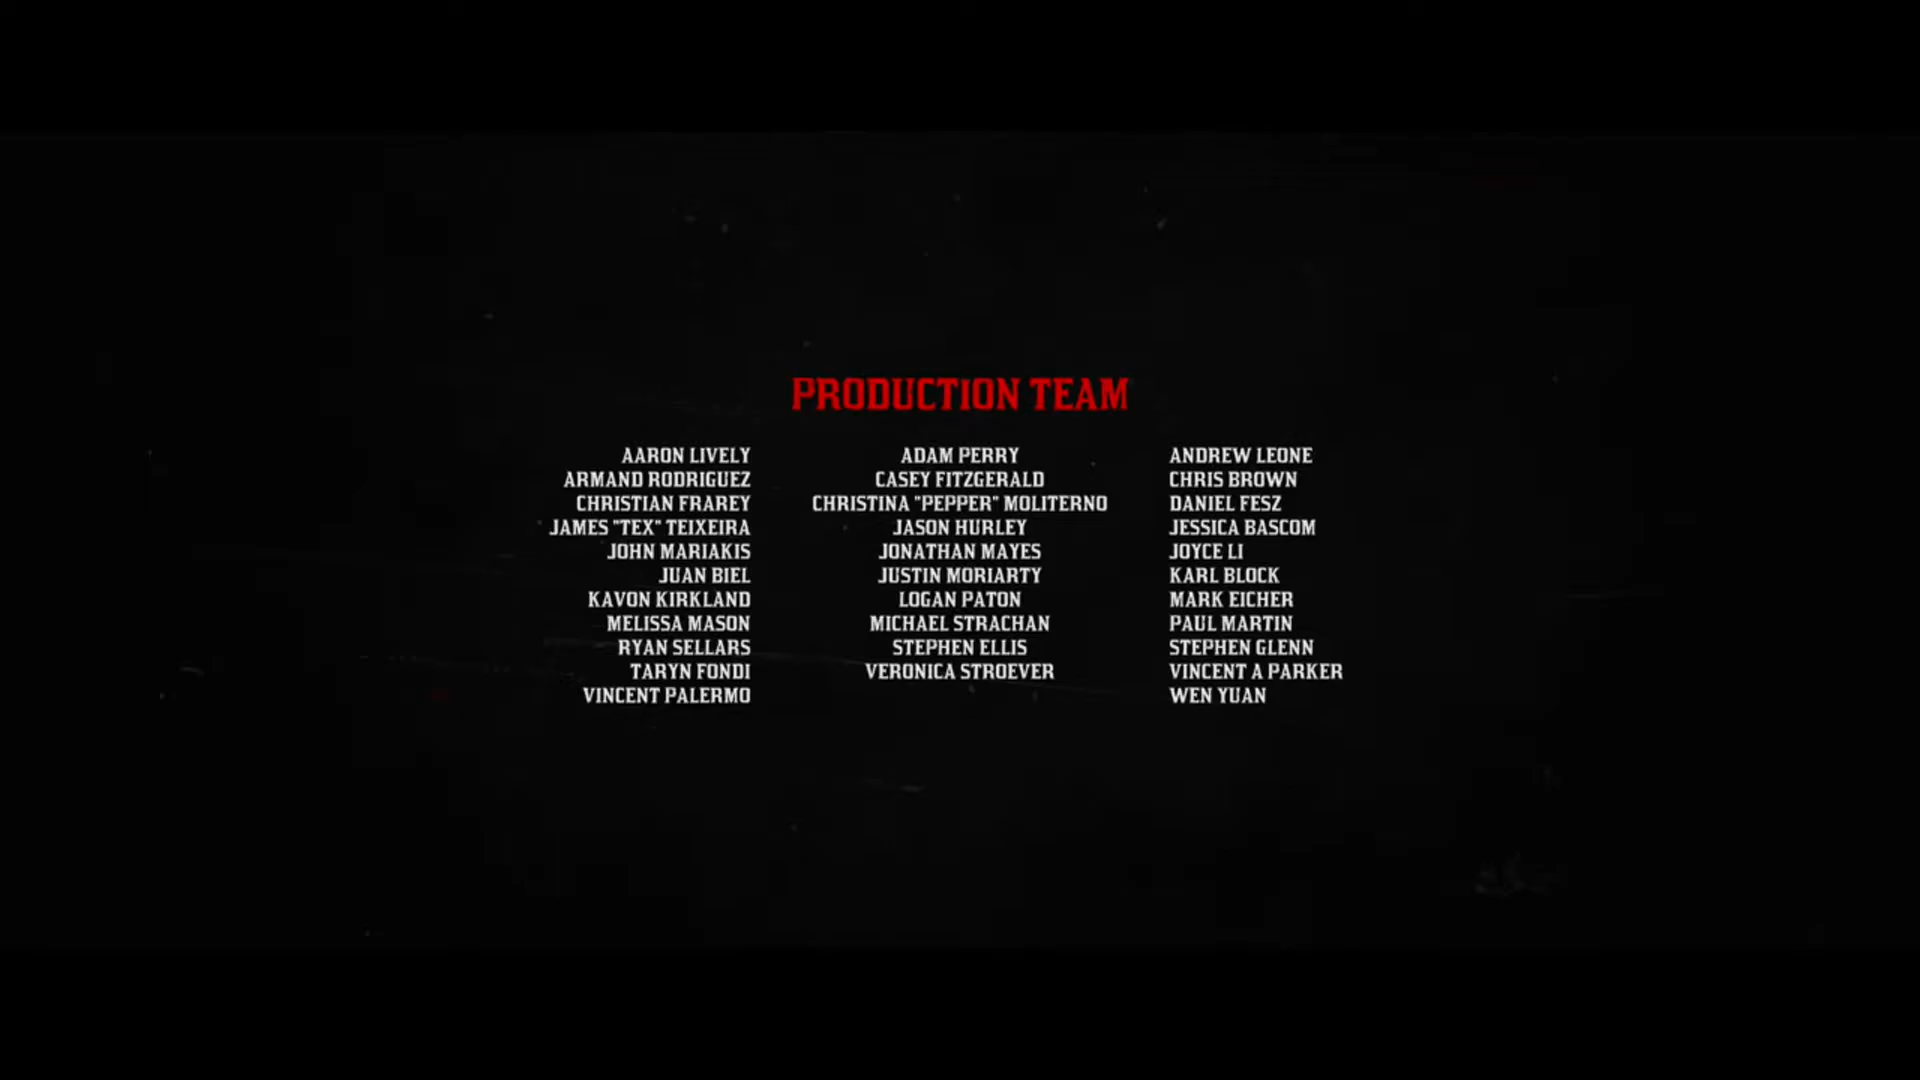 PRODUCTION TEAM
AARON LIVELY ADAM PERRY ANDREW LEONE
ARMAND RODRIGUEZ CASEY FITZGERALD CHRIS BROWN
CHRISTIAN FRAREY CHRISTINA "PEPPER" MOLITERNO DANIEL FESZ
JAMES "TEX" TEIXEIRA JASON HURLEY JESSICA BASCOM
JOHN MARIAKIS JONATHAN MAYES JOYCE LI
JUAN BIEL JUSTIN MORIARTY KARL BLOCK
KAVON KIRKLAND LOGAN PATON MARK EICHER
MELISSA MASON MICHAEL STRACHAN PAUL MARTIN
RYAN SELLARS STEPHEN ELLIS STEPHEN GLENN
TARYN FONDI VERONICA STROEVER VINCENT A PARKER
VINCENT PALERMO WEN YUAN